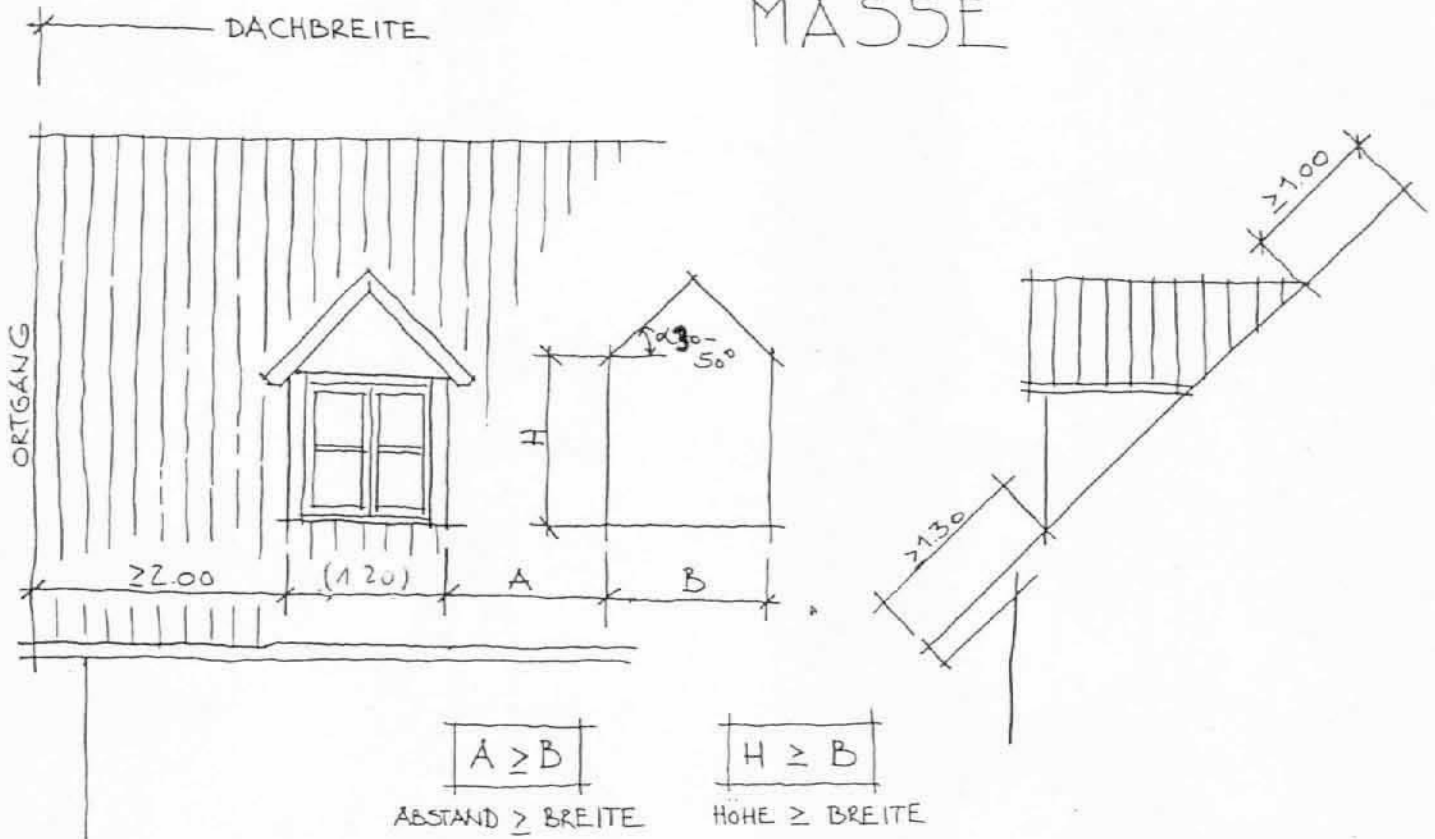 MASSE
DACHBREITE
≥1.00
ORTGANG
α 30-
50°
H
>1.30
≥2.00
(1 20)
A
B
A ≥ B
H ≥ B
ABSTAND ≥ BREITE
HÖHE ≥ BREITE